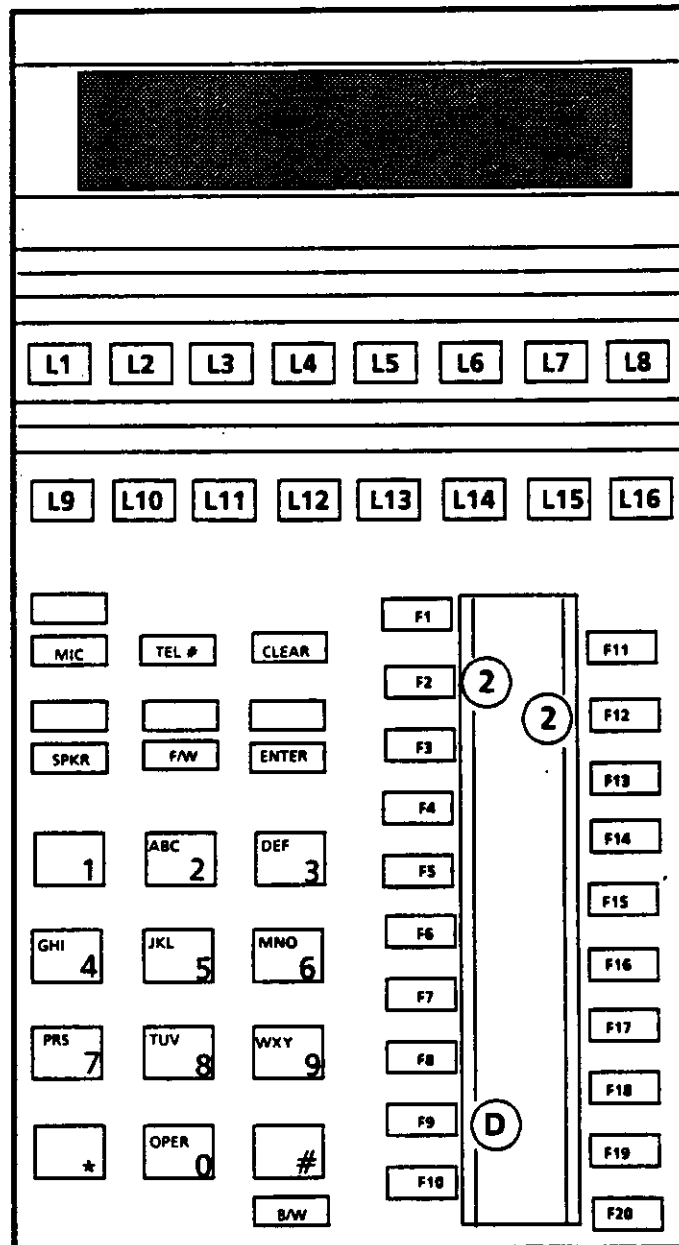 L1 L2 L3 L4 L5 L6 L7 L8
L9 L10 L11 L12 L13 L14 L15 L16
MIC TEL # CLEAR
SPKR F/W ENTER
1 ABC 2 DEF 3
GHI 4 JKL 5 MNO 6
PRS 7 TUV 8 WXY 9
* OPER 0 #
B/W
F1
F2 2
F3
F4
F5
F6
F7
F8
F9 D
F10
F11
2 F12
F13
F14
F15
F16
F17
F18
F19
F20